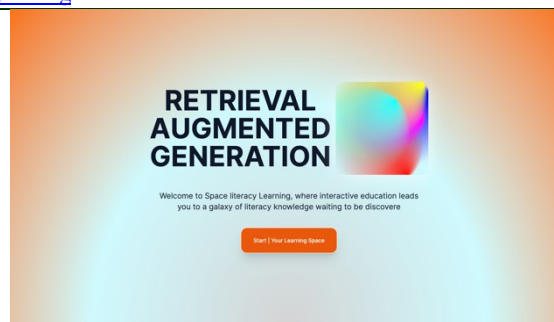 RETRIEVAL
AUGMENTED
GENERATION
Welcome to Space literacy Learning, where interactive education leads
you to a galaxy of literacy knowledge waiting to be discovere
Start | Your Learning Space